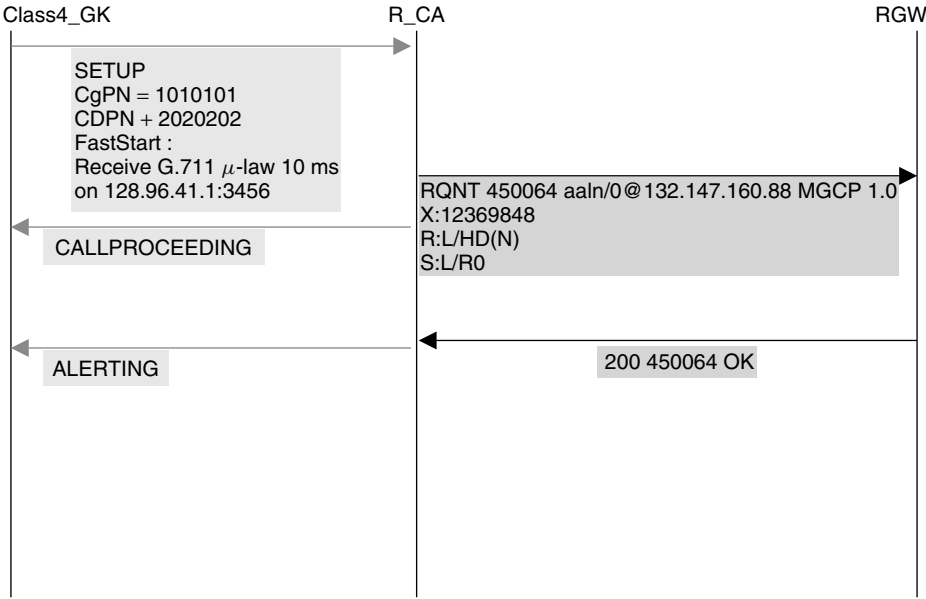 Class4_GK
R_CA
RGW
SETUP
CgPN = 1010101
CDPN + 2020202
FastStart :
Receive G.711 μ-law 10 ms
on 128.96.41.1:3456
RQNT 450064 aaln/0@132.147.160.88 MGCP 1.0
X:12369848
R:L/HD(N)
S:L/R0
CALLPROCEEDING
ALERTING
200 450064 OK